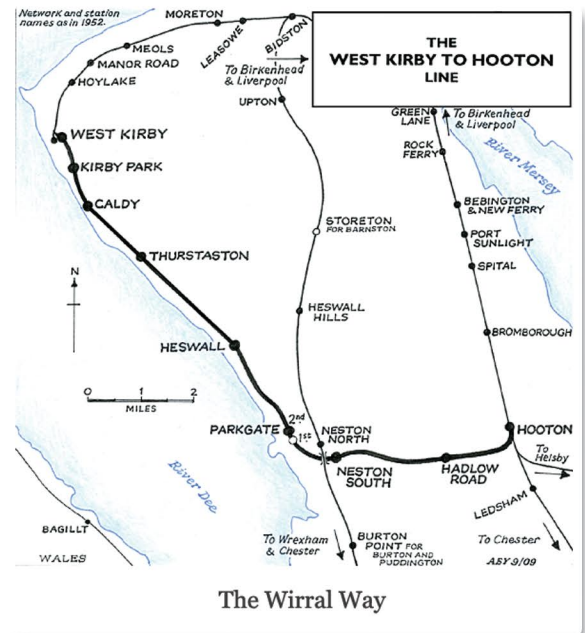 Network and station
names as in 1952.
MORETON
LEASOWE
BIDSTON
MEOLS
MANOR ROAD
HOYLAKE
To Birkenhead
& Liverpool
UPTON
THE
WEST KIRBY TO HOOTON
LINE
GREEN
LANE
To Birkenhead
& Liverpool
ROCK
FERRY
River Mersey
WEST KIRBY
KIRBY PARK
CALDY
BEBINGTON
& NEW FERRY
STORETON
FOR BARNSTON
PORT
SUNLIGHT
THURSTASTON
SPITAL
N
HESWALL
HILLS
BROMBOROUGH
HESWALL
0 1 2
MILES
2nd
PARKGATE
1st
NESTON
NORTH
HOOTON
To
Helsby
NESTON
SOUTH
HADLOW
ROAD
River Dee
LEDSHAM
BAGILLT
WALES
To Wrexham
& Chester
BURTON
POINT FOR
BURTON AND
PUDDINGTON
To Chester
ABY 9/09
The Wirral Way